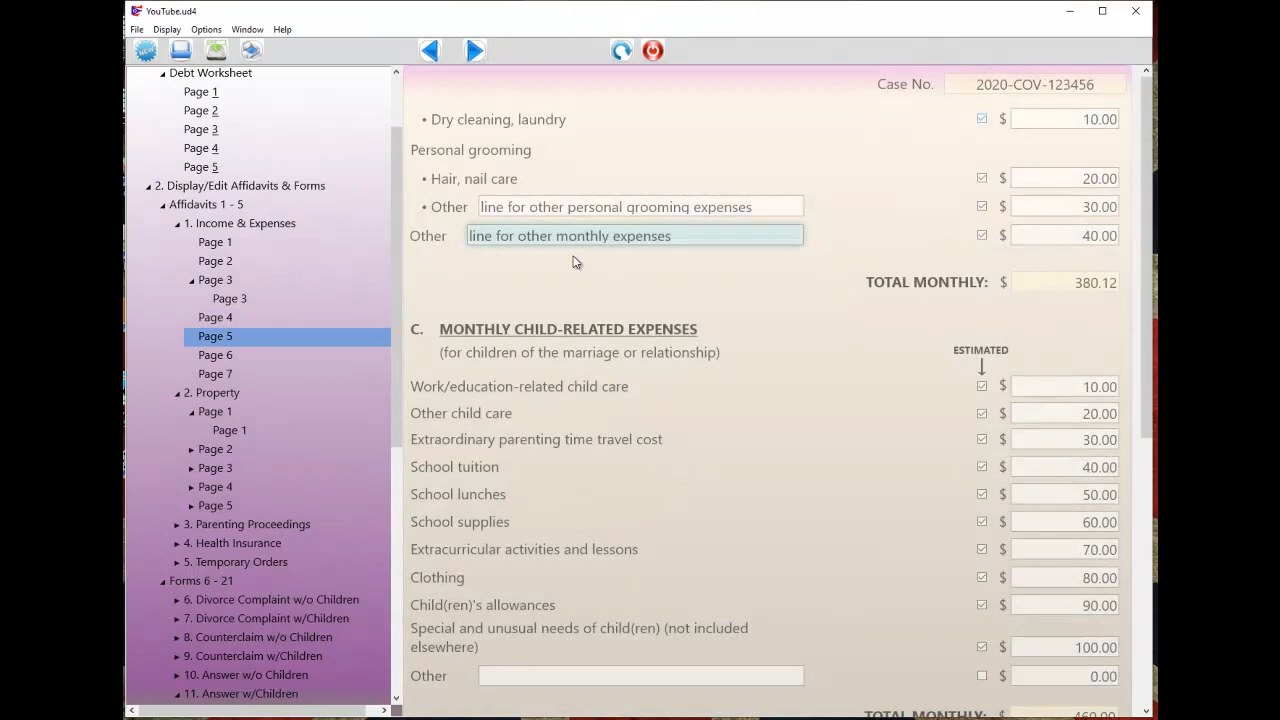 YouTube.ud4
File Display Options Window Help
NEW
Debt Worksheet
Page 1
Page 2
Page 3
Page 4
Page 5
2. Display/Edit Affidavits & Forms
Affidavits 1 - 5
1. Income & Expenses
Page 1
Page 2
Page 3
Page 3
Page 4
Page 5
Page 6
Page 7
2. Property
Page 1
Page 1
Page 2
Page 3
Page 4
Page 5
3. Parenting Proceedings
4. Health Insurance
5. Temporary Orders
Forms 6 - 21
6. Divorce Complaint w/o Children
7. Divorce Complaint w/Children
8. Counterclaim w/o Children
9. Counterclaim w/Children
10. Answer w/o Children
11. Answer w/Children
Case No. 2020-COV-123456
• Dry cleaning, laundry $ 10.00
Personal grooming
• Hair, nail care $ 20.00
• Other line for other personal grooming expenses $ 30.00
Other line for other monthly expenses $ 40.00
TOTAL MONTHLY: $ 380.12
C. MONTHLY CHILD-RELATED EXPENSES
(for children of the marriage or relationship)
ESTIMATED
Work/education-related child care $ 10.00
Other child care $ 20.00
Extraordinary parenting time travel cost $ 30.00
School tuition $ 40.00
School lunches $ 50.00
School supplies $ 60.00
Extracurricular activities and lessons $ 70.00
Clothing $ 80.00
Child(ren)'s allowances $ 90.00
Special and unusual needs of child(ren) (not included
elsewhere) $ 100.00
Other $ 0.00
TOTAL MONTHLY: $ 460.00